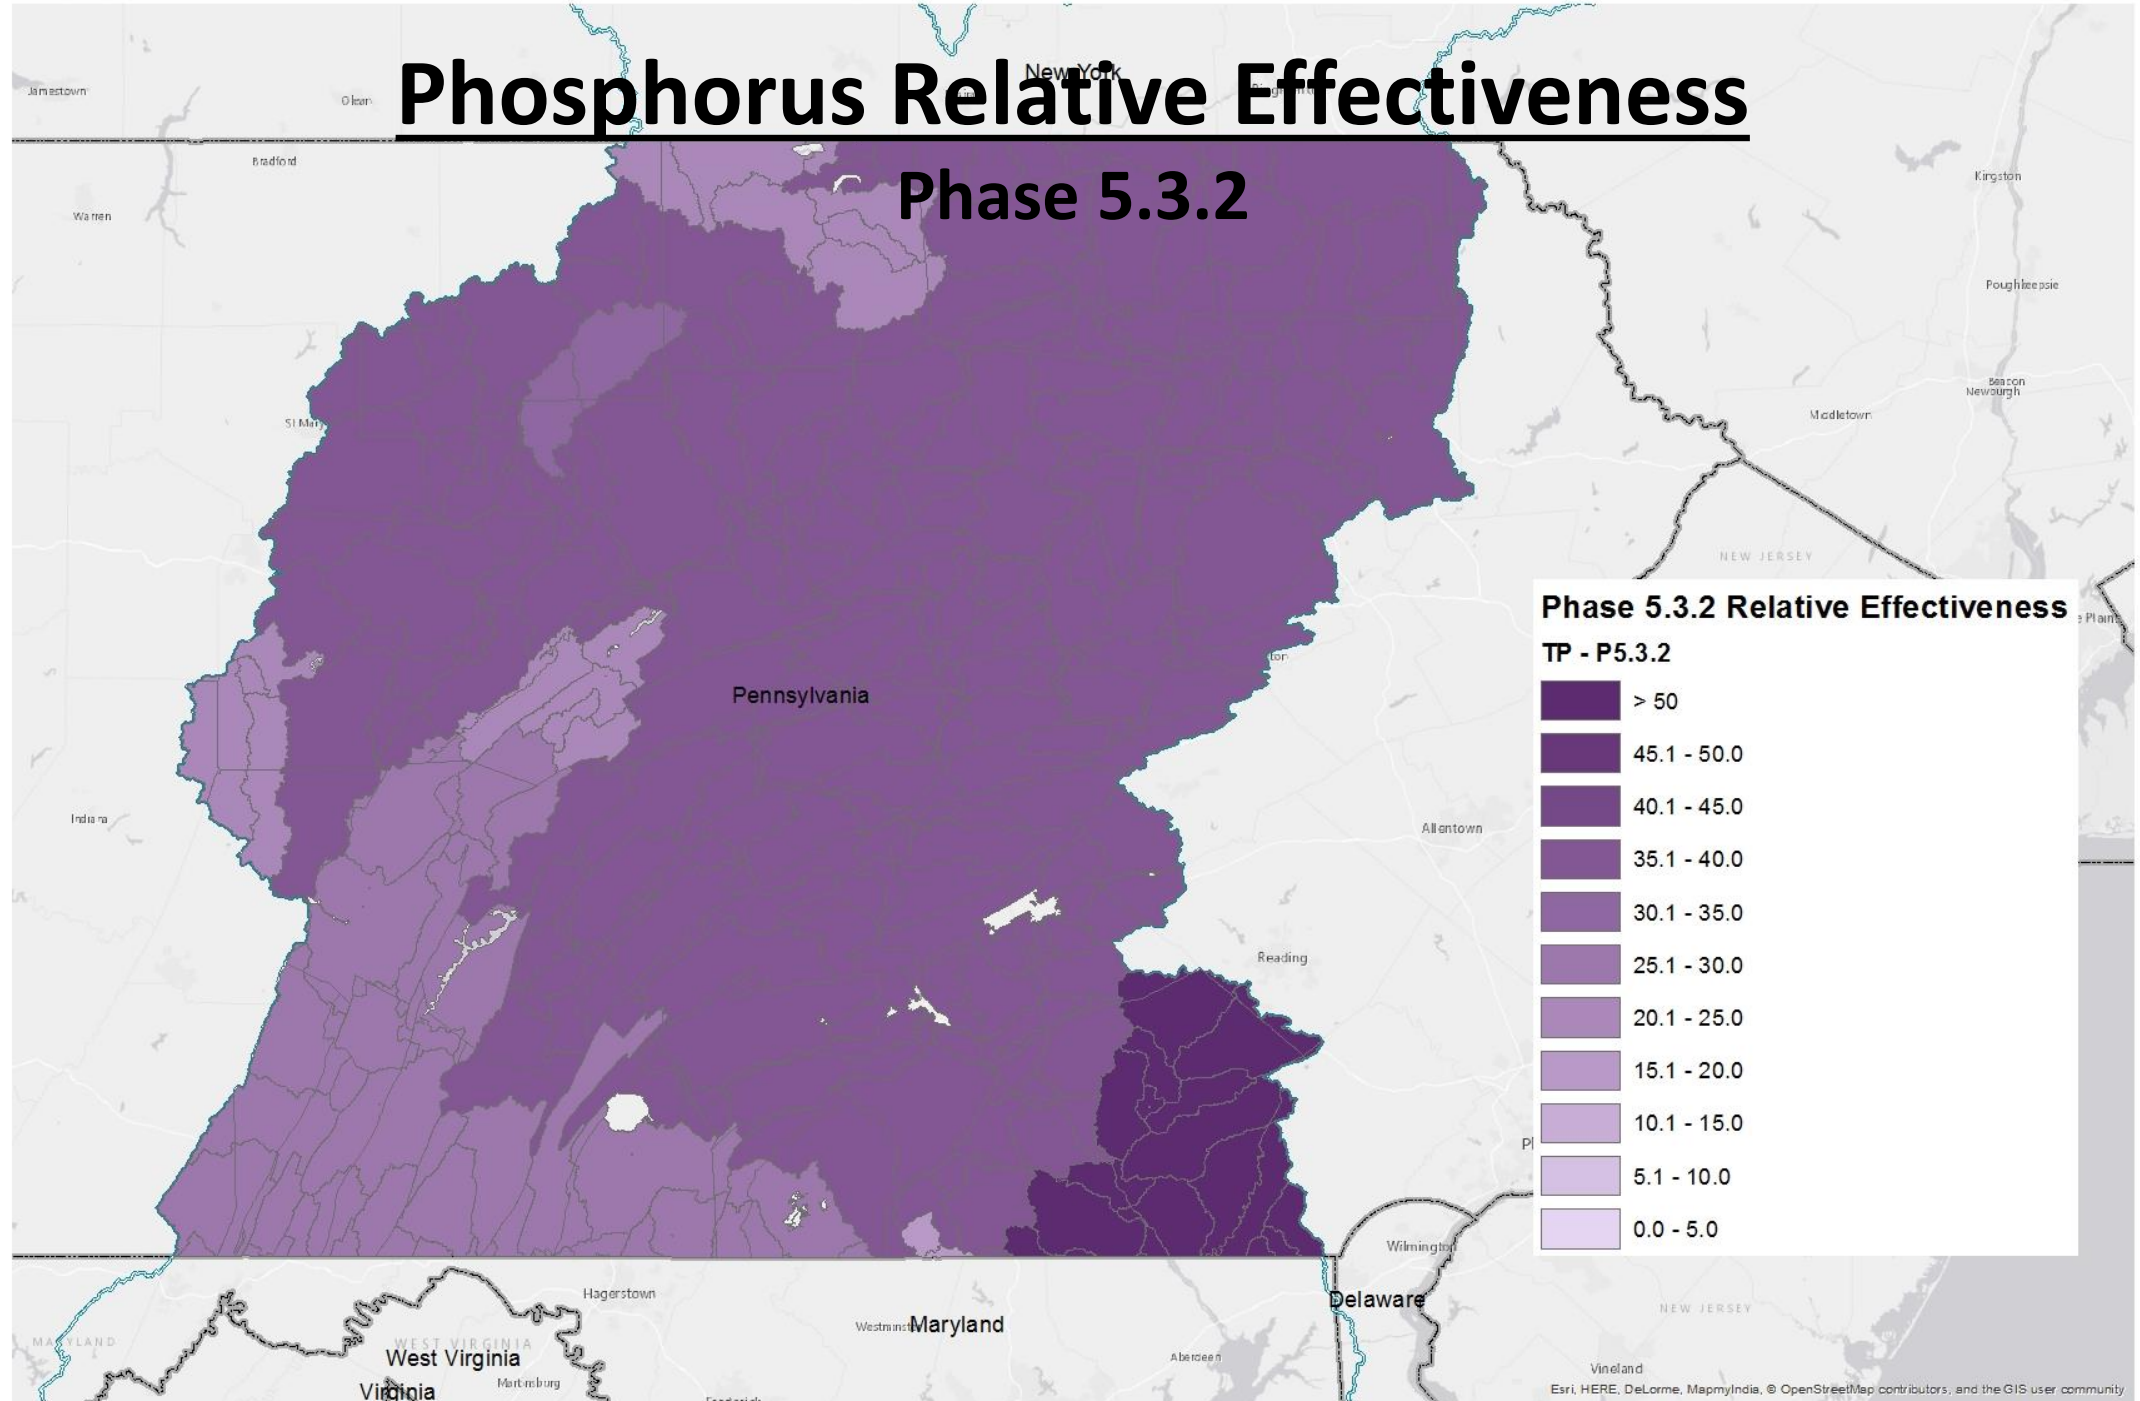 Phosphorus Relative Effectiveness
Phase 5.3.2
New York
Jamestown
Olean
Bradford
Warren
Kingston
Poughkeepsie
Beacon
Newburgh
Middletown
St Mary
NEW JERSEY
Phase 5.3.2 Relative Effectiveness
TP - P5.3.2
> 50
45.1 - 50.0
40.1 - 45.0
35.1 - 40.0
30.1 - 35.0
25.1 - 30.0
20.1 - 25.0
15.1 - 20.0
10.1 - 15.0
5.1 - 10.0
0.0 - 5.0
e Plains
ton
Pennsylvania
Indiana
Allentown
Reading
Wilmington
Delaware
Hagerstown
Westminster
Maryland
MARYLAND
WEST VIRGINIA
West Virginia
Virginia
Martinsburg
Aberdeen
NEW JERSEY
Vineland
Esri, HERE, DeLorme, MapmyIndia, © OpenStreetMap contributors, and the GIS user community